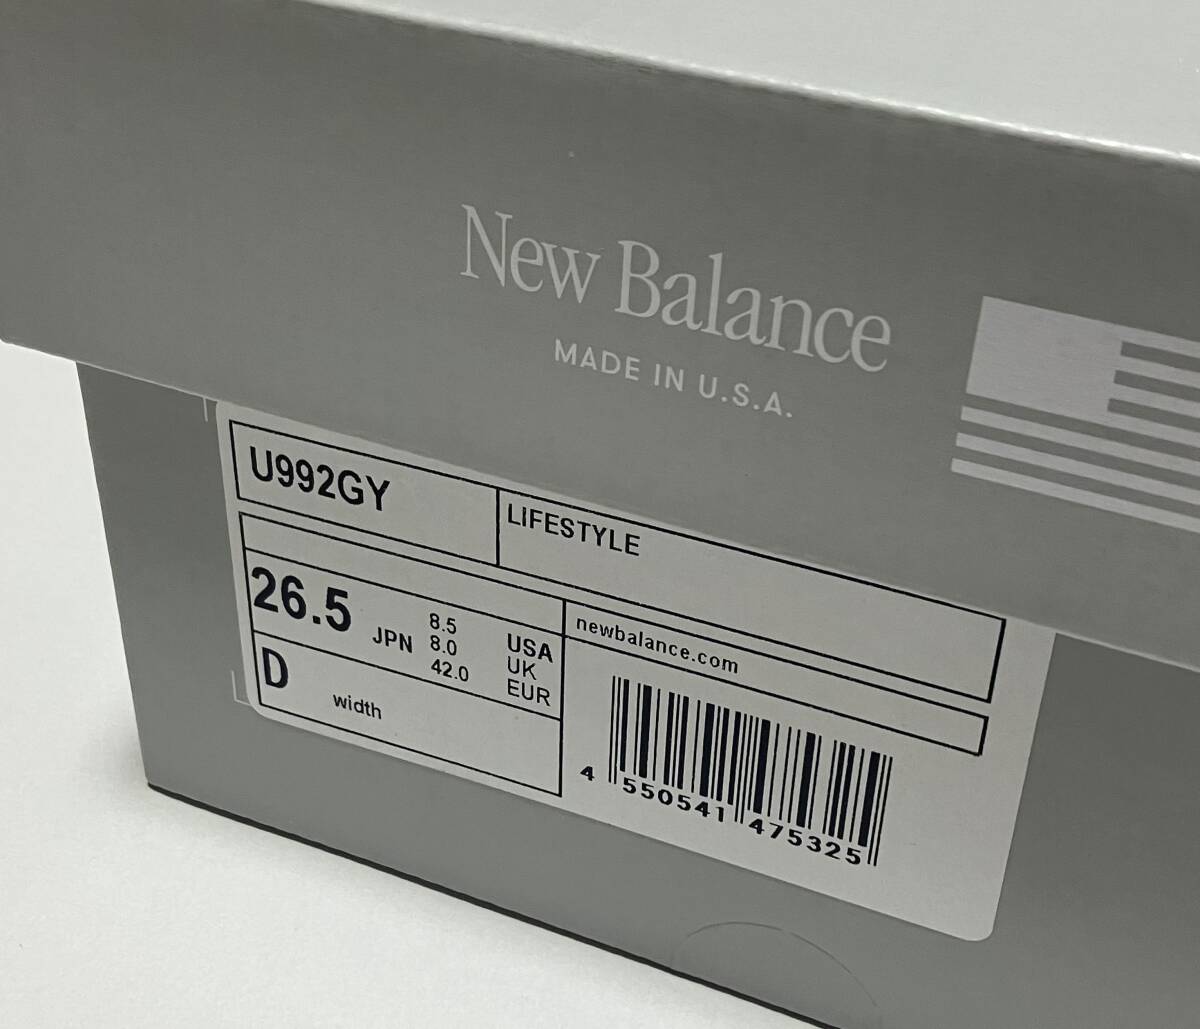 New Balance
MADE IN U.S.A.
U992GY
LIFESTYLE
26.5 JPN
8.5 USA
8.0 UK
42.0 EUR
D width
newbalance.com
4 550541 475325